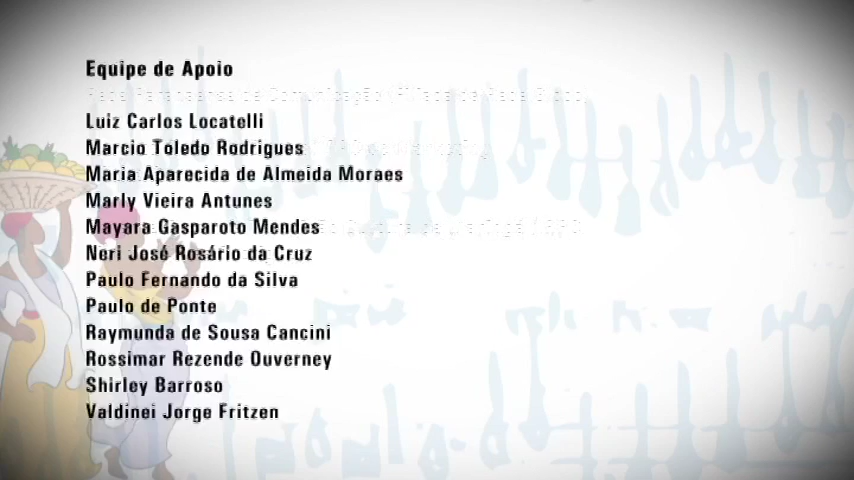 Equipe de Apoio
Luiz Carlos Locatelli
Marcio Toledo Rodrigues
Maria Aparecida de Almeida Moraes
Marly Vieira Antunes
Mayara Gasparoto Mendes
Neri José Rosário da Cruz
Paulo Fernando da Silva
Paulo de Ponte
Raymunda de Sousa Cancini
Rossimar Rezende Ouverney
Shirley Barroso
Valdinei Jorge Fritzen